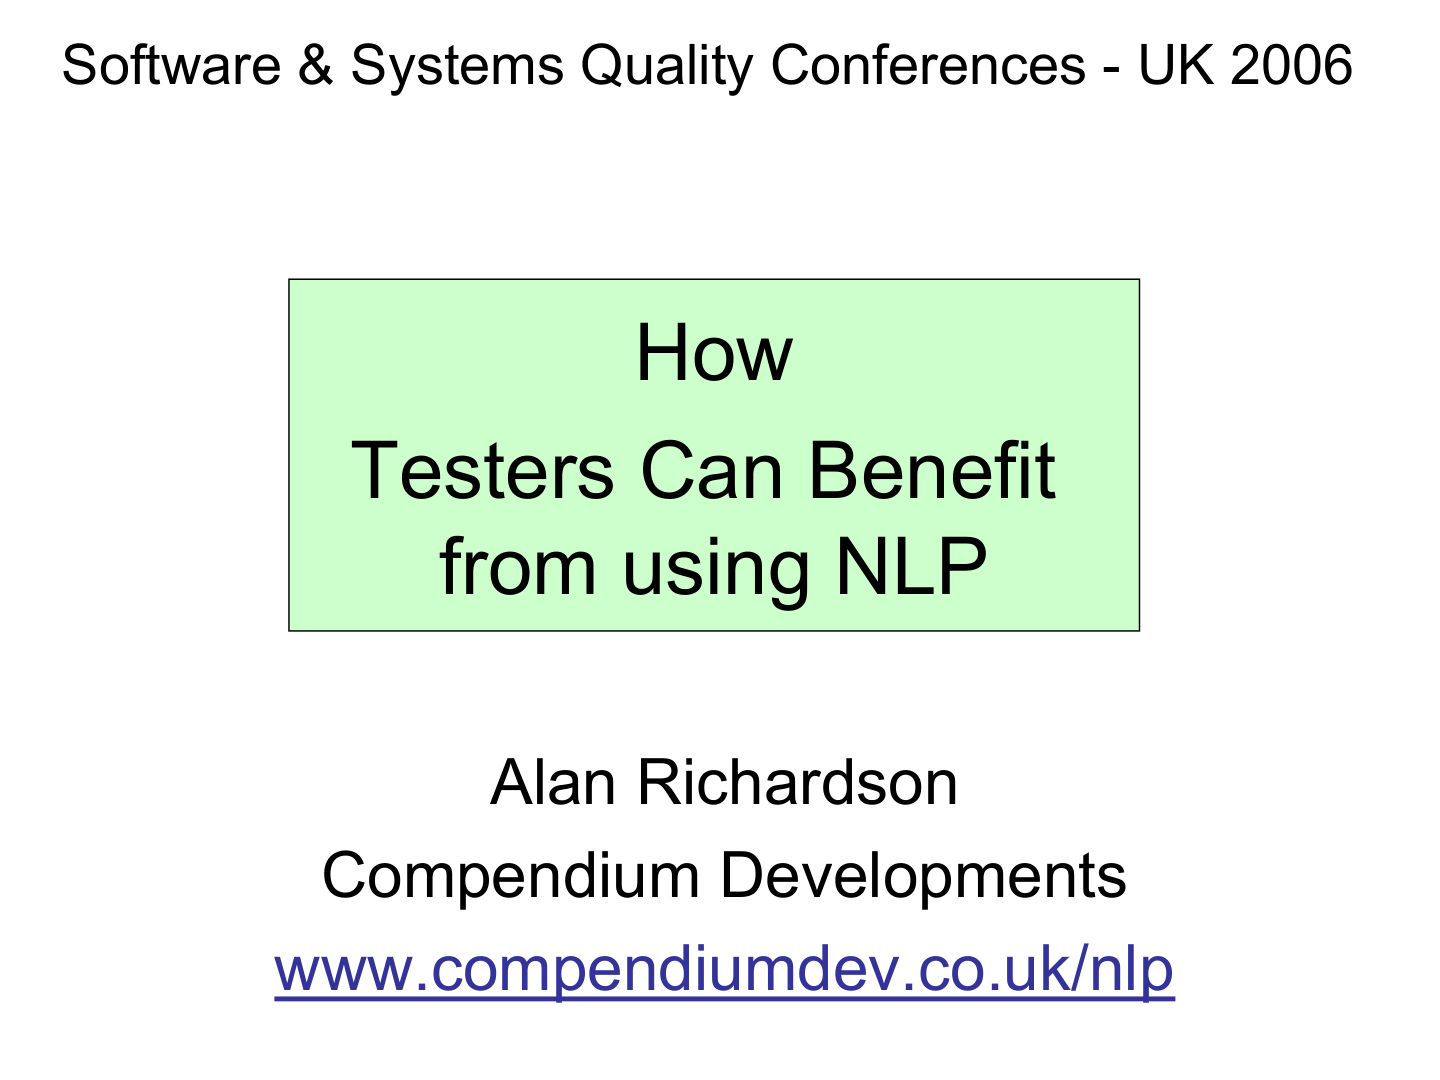 Software & Systems Quality Conferences - UK 2006
How
Testers Can Benefit
from using NLP
Alan Richardson
Compendium Developments
www.compendiumdev.co.uk/nlp